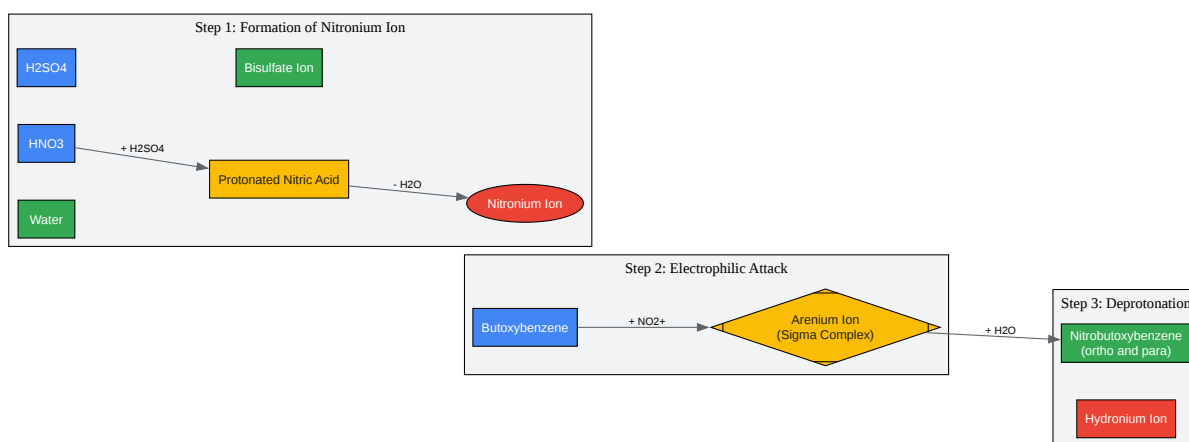 Step 1: Formation of Nitronium Ion
H2SO4
Bisulfate Ion
HNO3
+ H2SO4
Protonated Nitric Acid
- H2O
Nitronium Ion
Water
Step 2: Electrophilic Attack
Butoxybenzene
+ NO2+
Arenium Ion
(Sigma Complex)
+ H2O
Step 3: Deprotonation
Nitrobutoxybenzene
(ortho and para)
Hydronium Ion